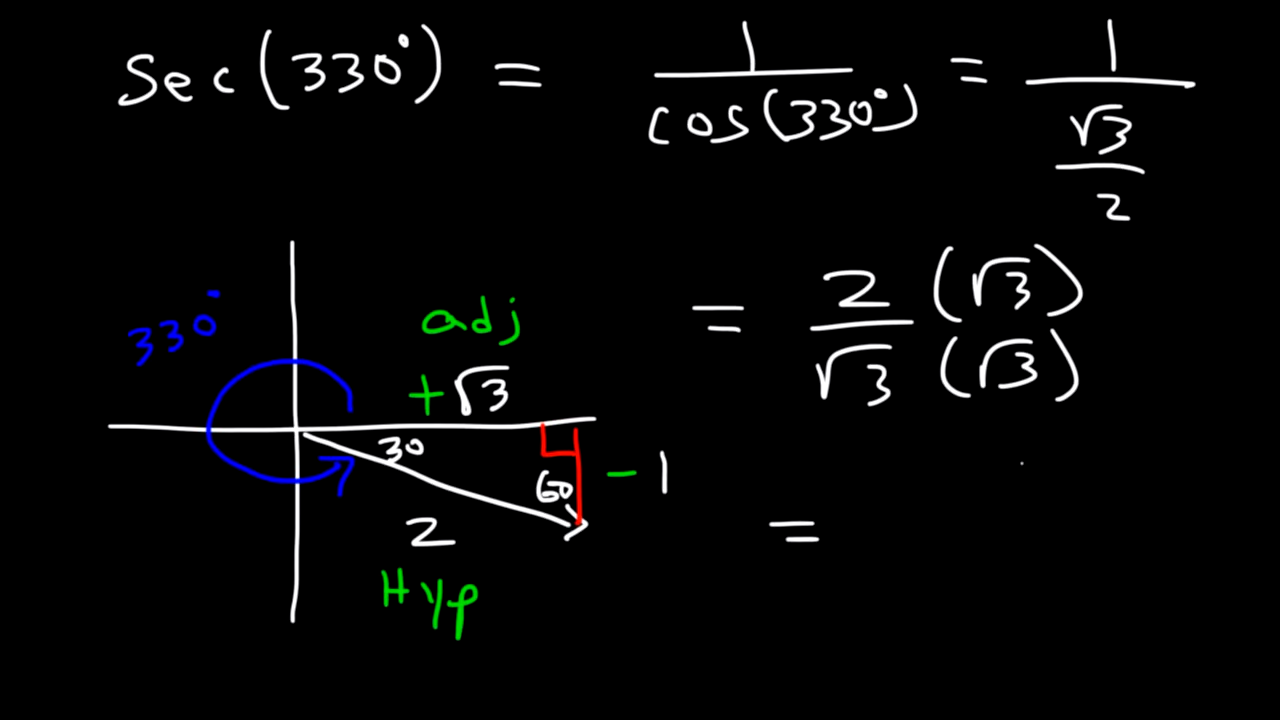 Sec(330°) = 1/cos(330°) = 1/(√3/2)
= 2(√3)/√3(√3)
330°
adj
+√3
30
60
-1
2
Hyp
=